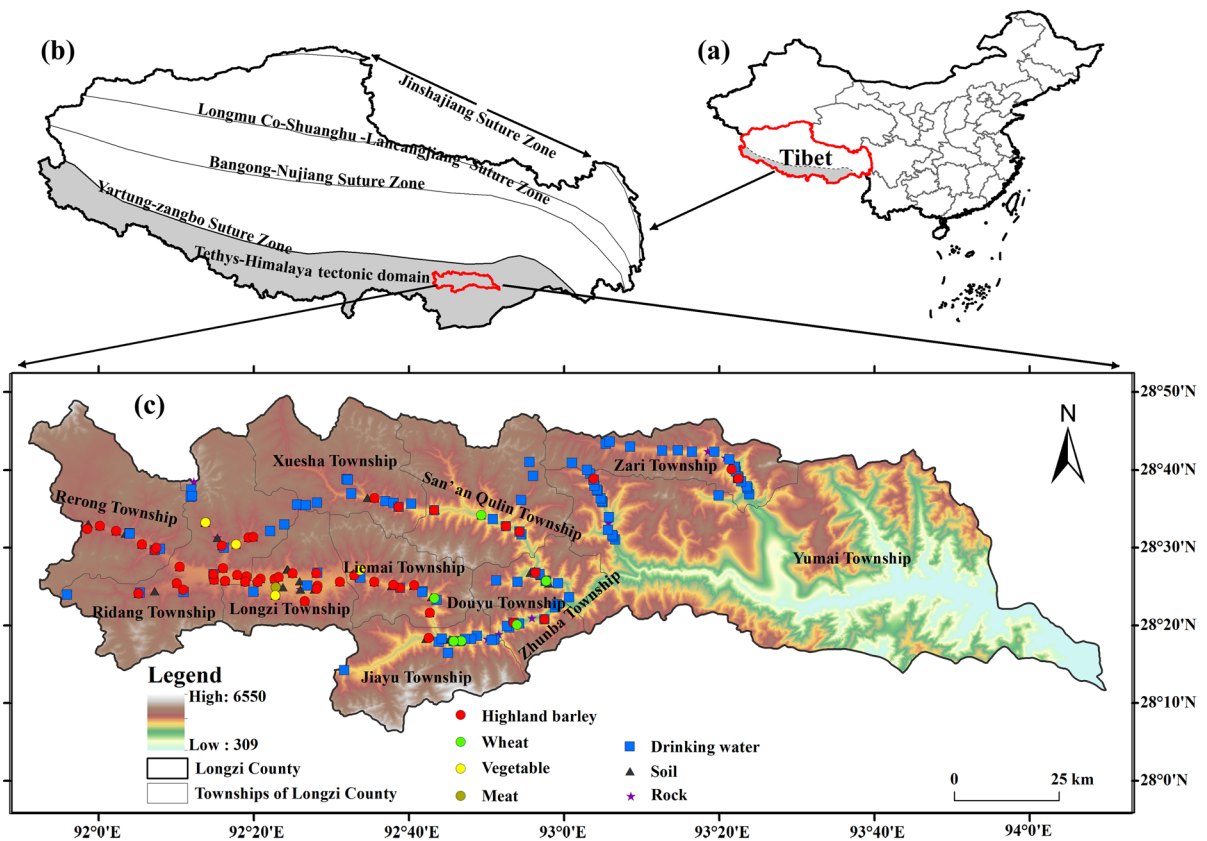 (b)
(a)
Jinshajiang Suture Zone
Longmu Co-Shuanghu -Lancangjiang Suture Zone
Bangong-Nujiang Suture Zone
Tibet
Yartung-zangbo Suture Zone
Tethys-Himalaya tectonic domain
(c)
N
28°50'N
28°40'N
28°30'N
28°20'N
28°10'N
28°0'N
Xuesha Township
Zari Township
San'an Qulin Township
Rerong Township
Yumai Township
Liemai Township
Ridang Township
Longzi Township
Douyu Township
Zhunba Township
Jiayu Township
Legend
High: 6550
Low : 309
Longzi County
Townships of Longzi County
Highland barley
Wheat
Vegetable
Meat
Drinking water
Soil
Rock
0 25 km
92°0'E 92°20'E 92°40'E 93°0'E 93°20'E 93°40'E 94°0'E